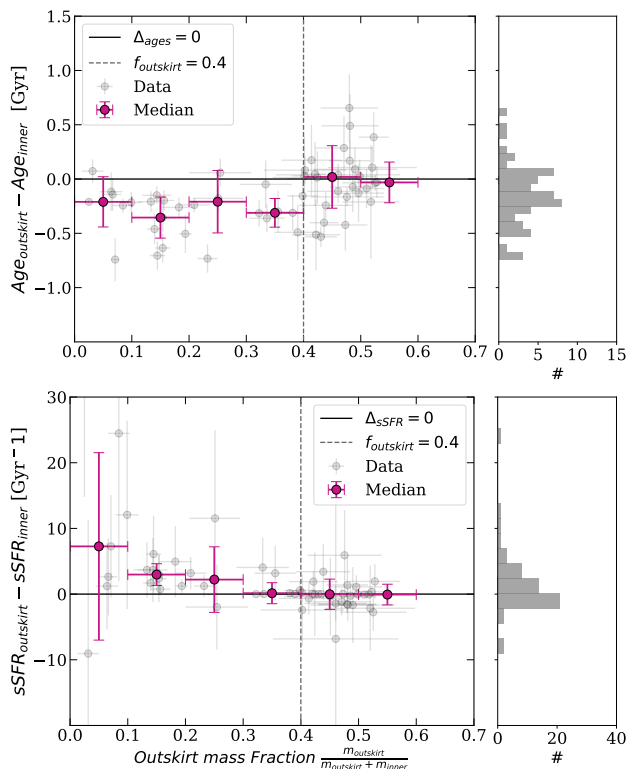 1.5
1.0
0.5
0.0
−0.5
−1.0
Age_outskirt − Age_inner [Gyr]
Δ_ages = 0
f_outskirt = 0.4
Data
Median
0.0 0.1 0.2 0.3 0.4 0.5 0.6 0.7
0 5 10 15
#
30
20
10
0
−10
sSFR_outskirt − sSFR_inner [Gyr−1]
Δ_sSFR = 0
f_outskirt = 0.4
Data
Median
0.0 0.1 0.2 0.3 0.4 0.5 0.6 0.7
Outskirt mass Fraction m_outskirt / m_outskirt + m_inner
0 20 40
#